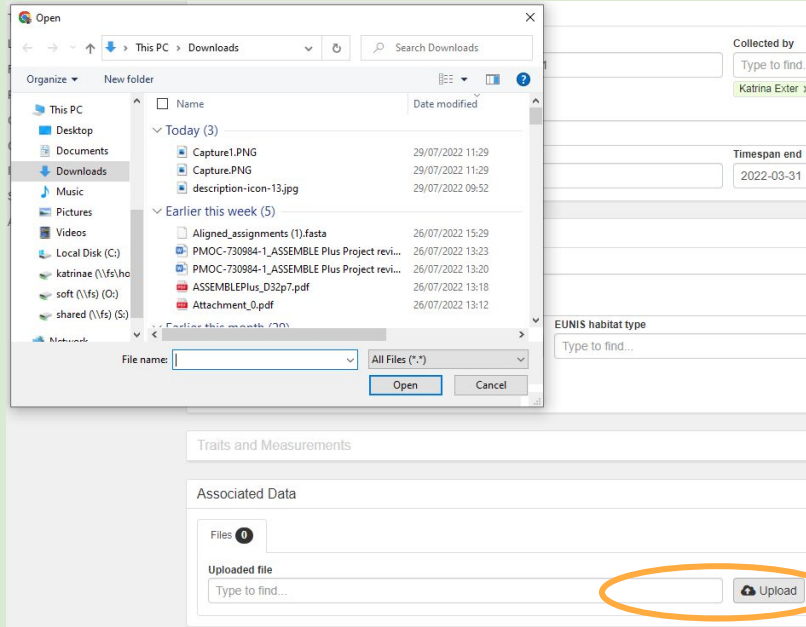 Open
This PC > Downloads
Search Downloads
Organize
New folder
This PC
Desktop
Documents
Downloads
Music
Pictures
Videos
Local Disk (C:)
katrinae (\\fs\ho
soft (\\fs) (O:)
shared (\\fs) (S:)
Network
Name
Date modified
Today (3)
Capture1.PNG 29/07/2022 11:29
Capture.PNG 29/07/2022 11:29
description-icon-13.jpg 29/07/2022 09:52
Earlier this week (5)
Aligned_assignments (1).fasta 26/07/2022 15:29
PMOC-730984-1_ASSEMBLE Plus Project revi... 26/07/2022 13:23
PMOC-730984-1_ASSEMBLE Plus Project revi... 26/07/2022 13:20
ASSEMBLEPlus_D32p7.pdf 26/07/2022 13:18
Attachment_0.pdf 26/07/2022 13:12
Earlier this month (20)
File name:
All Files (*.*)
Open
Cancel
Collected by
Type to find..
Katrina Exter x
Timespan end
2022-03-31
EUNIS habitat type
Type to find...
Traits and Measurements
Associated Data
Files 0
Uploaded file
Type to find...
Upload